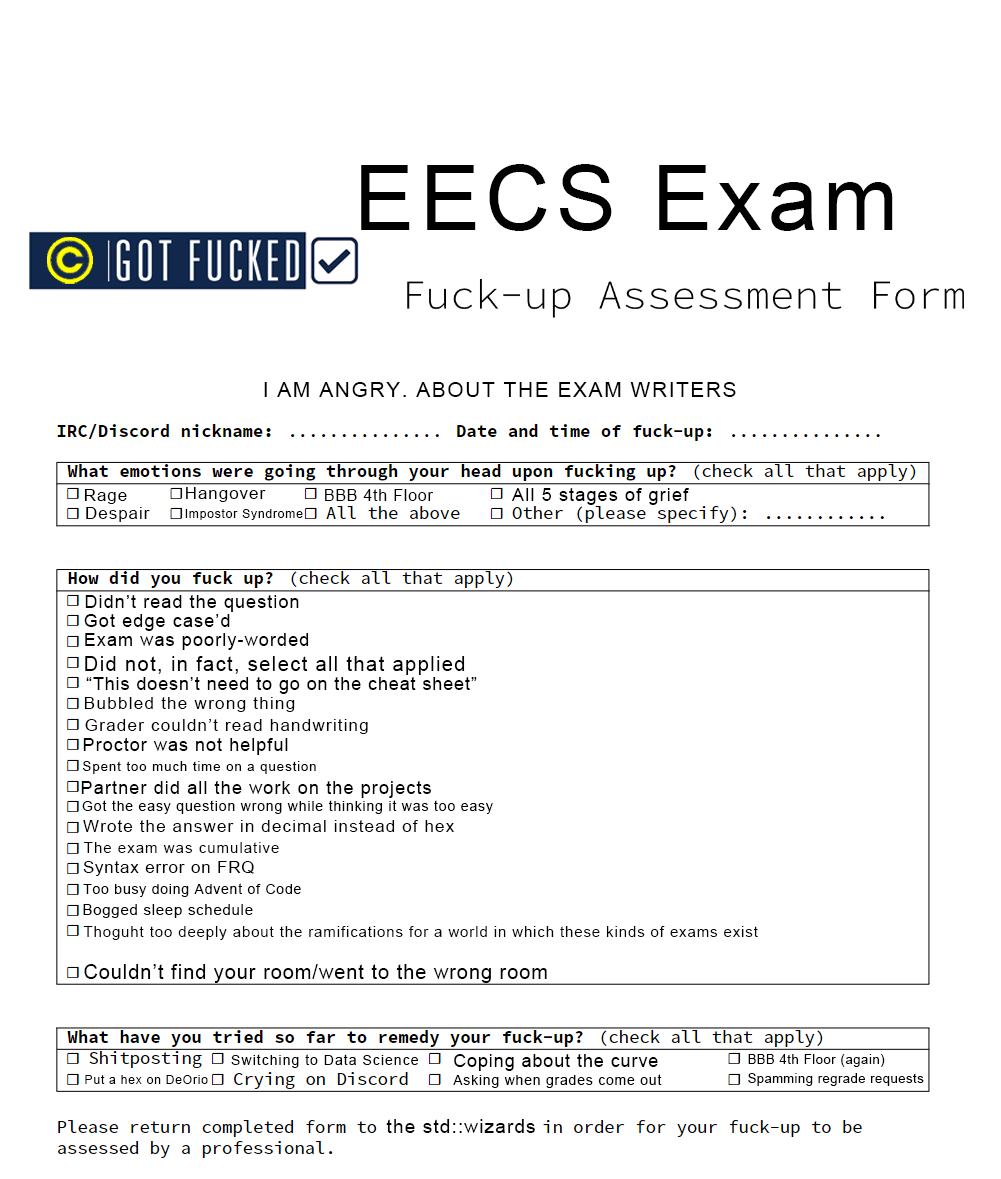 EECS Exam
© |GOT FUCKED
Fuck-up Assessment Form
I AM ANGRY. ABOUT THE EXAM WRITERS
IRC/Discord nickname: ............... Date and time of fuck-up: ...............
What emotions were going through your head upon fucking up? (check all that apply)
☐ Rage ☐ Hangover ☐ BBB 4th Floor ☐ All 5 stages of grief
☐ Despair ☐ Impostor Syndrome ☐ All the above ☐ Other (please specify): ............
How did you fuck up? (check all that apply)
☐ Didn’t read the question
☐ Got edge case’d
☐ Exam was poorly-worded
☐ Did not, in fact, select all that applied
☐ “This doesn’t need to go on the cheat sheet”
☐ Bubbled the wrong thing
☐ Grader couldn’t read handwriting
☐ Proctor was not helpful
☐ Spent too much time on a question
☐ Partner did all the work on the projects
☐ Got the easy question wrong while thinking it was too easy
☐ Wrote the answer in decimal instead of hex
☐ The exam was cumulative
☐ Syntax error on FRQ
☐ Too busy doing Advent of Code
☐ Bogged sleep schedule
☐ Thoguht too deeply about the ramifications for a world in which these kinds of exams exist
☐ Couldn’t find your room/went to the wrong room
What have you tried so far to remedy your fuck-up? (check all that apply)
☐ Shitposting ☐ Switching to Data Science ☐ Coping about the curve ☐ BBB 4th Floor (again)
☐ Put a hex on DeOrio ☐ Crying on Discord ☐ Asking when grades come out ☐ Spamming regrade requests
Please return completed form to the std::wizards in order for your fuck-up to be
assessed by a professional.